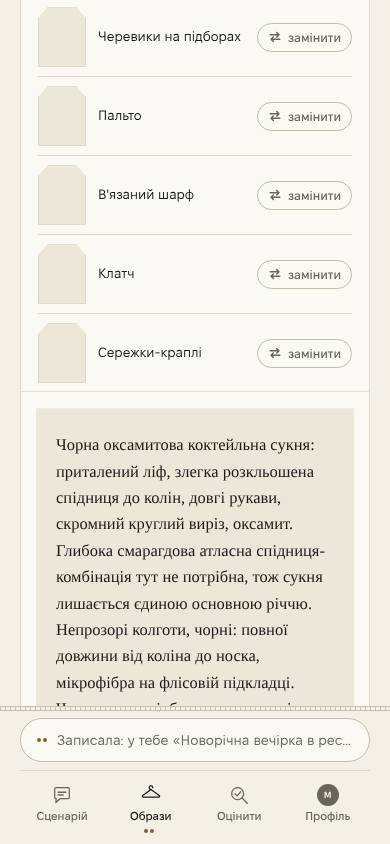 Черевики на підборах
замінити
Пальто
замінити
В'язаний шарф
замінити
Клатч
замінити
Сережки-краплі
замінити
Чорна оксамитова коктейльна сукня:
приталений ліф, злегка розкльошена
спідниця до колін, довгі рукави,
скромний круглий виріз, оксамит.
Глибока смарагдова атласна спідниця-
комбінація тут не потрібна, тож сукня
лишається єдиною основною річчю.
Непрозорі колготи, чорні: повної
довжини від коліна до носка,
мікрофібра на флісовій підкладці.
Записала: у тебе «Новорічна вечірка в рес...
Сценарій
Образи
Оцінити
М
Профіль